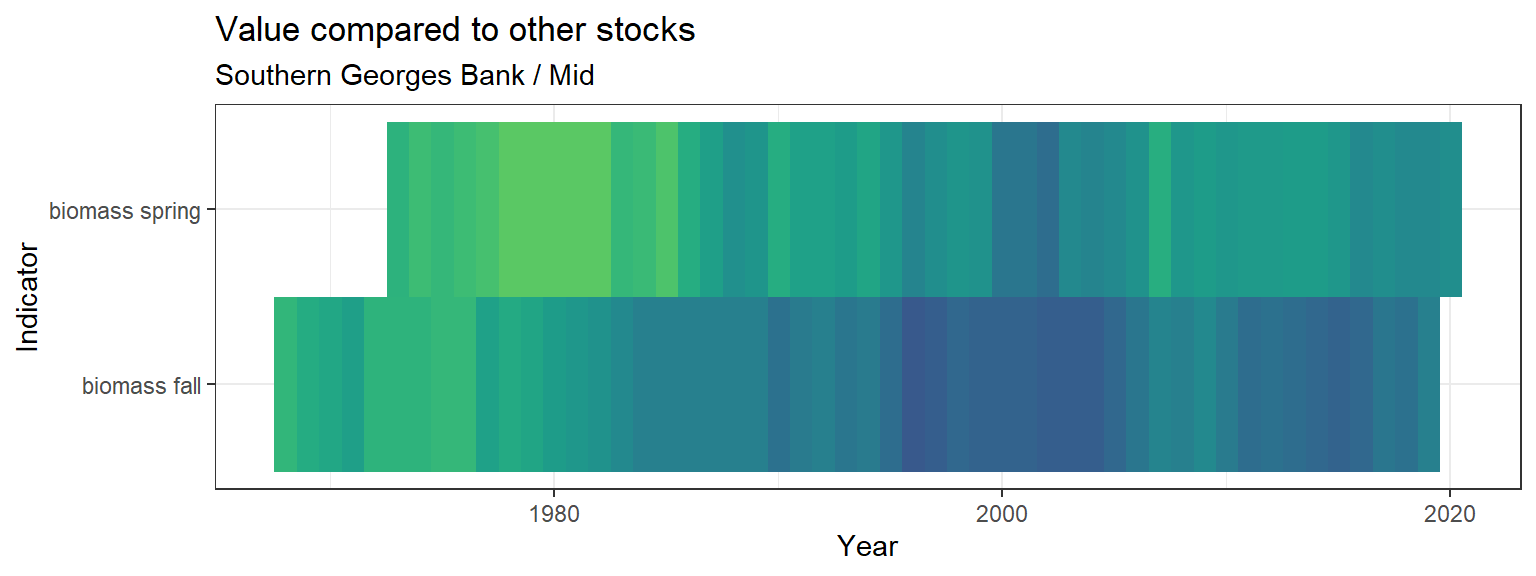 Value compared to other stocks
Southern Georges Bank / Mid
Indicator
biomass spring
biomass fall
1980
2000
2020
Year